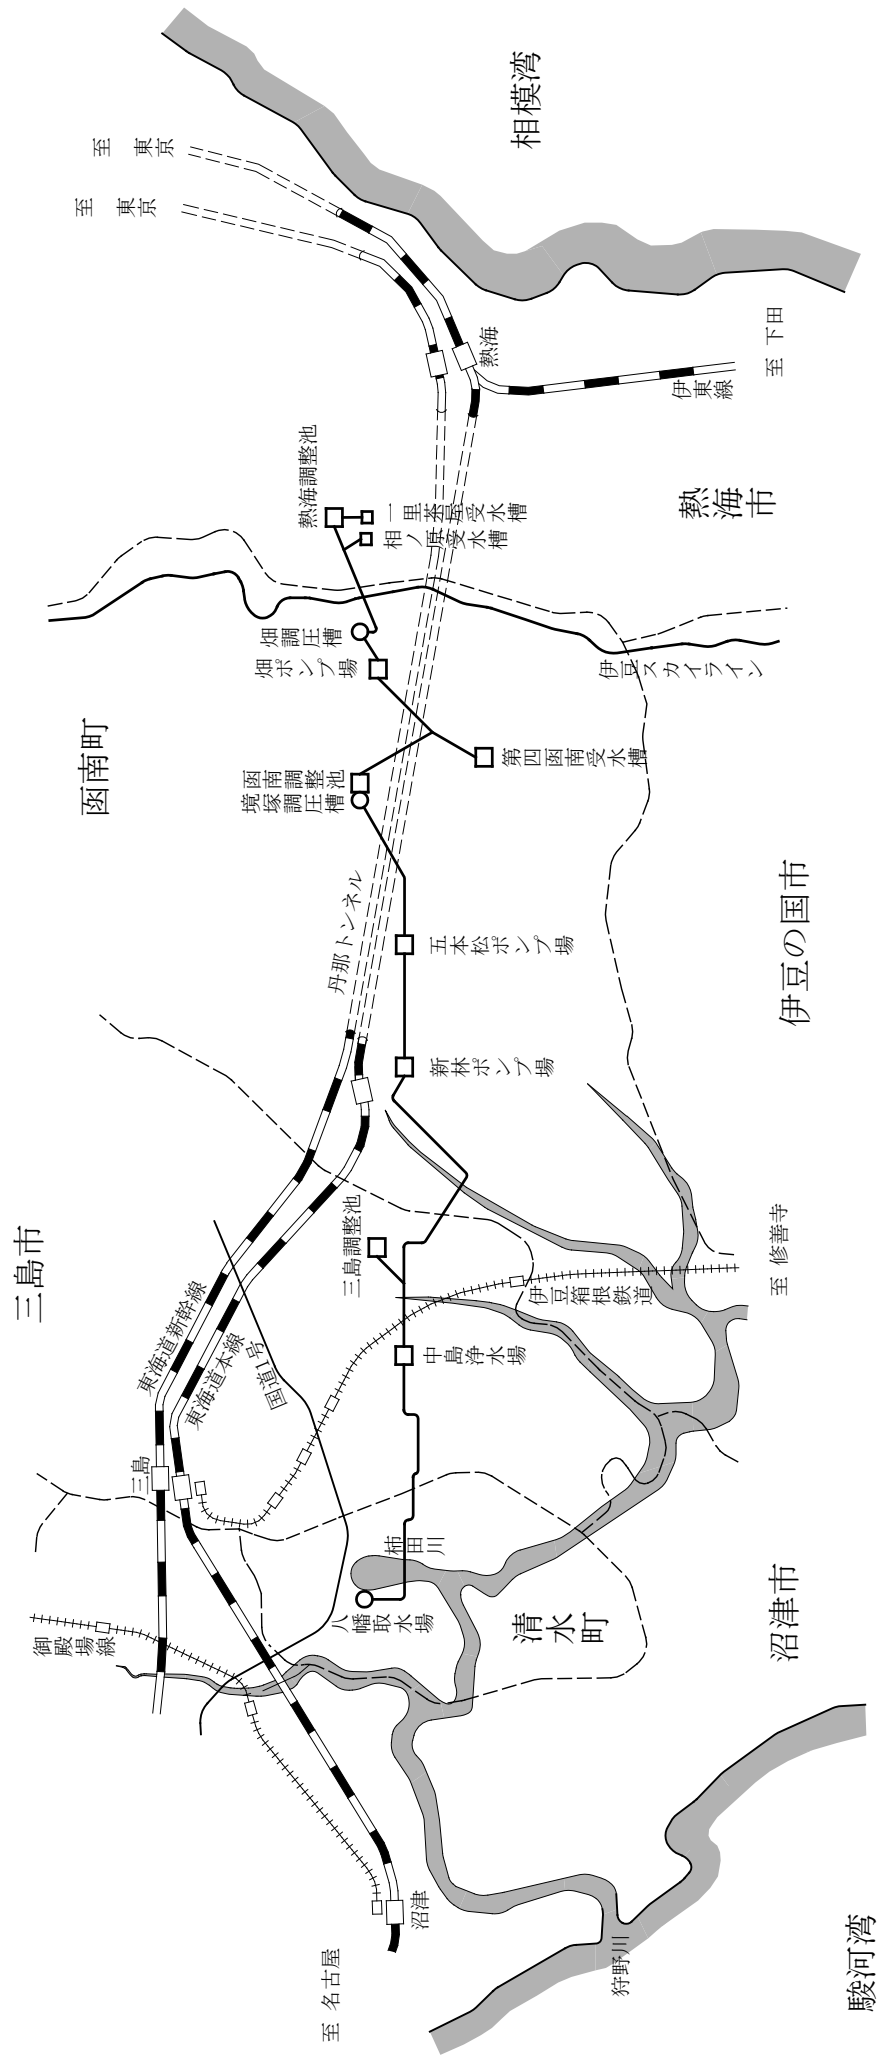 至 名古屋
沼津
狩野川
駿河湾
御殿場線
八幡取水場
柿田川
清水町
沼津市
三島
東海道新幹線
東海道本線
国道1号
三島市
中島浄水場
三島調整池
伊豆箱根鉄道
至 修善寺
新林ポンプ場
五本松ポンプ場
丹那トンネル
伊豆の国市
境塚調圧槽
函南調整池
函南町
第四函南受水槽
畑ポンプ場
畑調圧槽
伊豆スカイライン
相ノ原受水槽
一里茶屋受水槽
熱海調整池
熱海市
熱海
伊東線
至 下田
至 東京
至 東京
相模湾